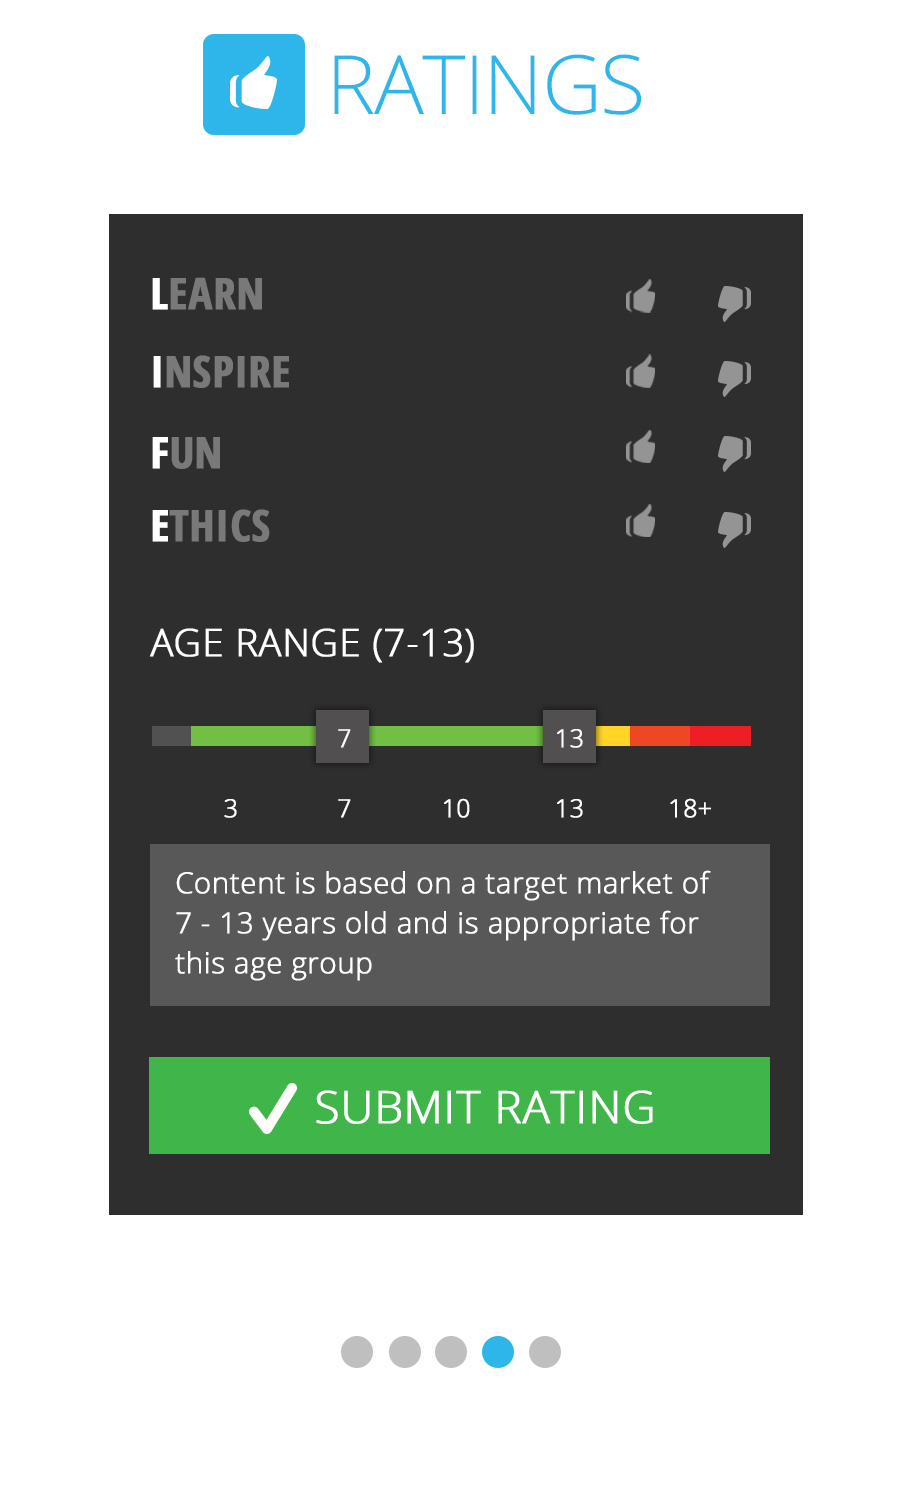 RATINGS
LEARN
INSPIRE
FUN
ETHICS
AGE RANGE (7-13)
7 13
3 7 10 13 18+
Content is based on a target market of
7 - 13 years old and is appropriate for
this age group
SUBMIT RATING